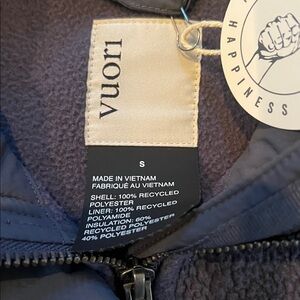 vuori
HAPPINESS
S
MADE IN VIETNAM
FABRIQUÉ AU VIETNAM
SHELL: 100% RECYCLED
POLYESTER
LINER: 100% RECYCLED
POLYAMIDE
INSULATION: 60%
RECYCLED POLYESTER
40% POLYESTER